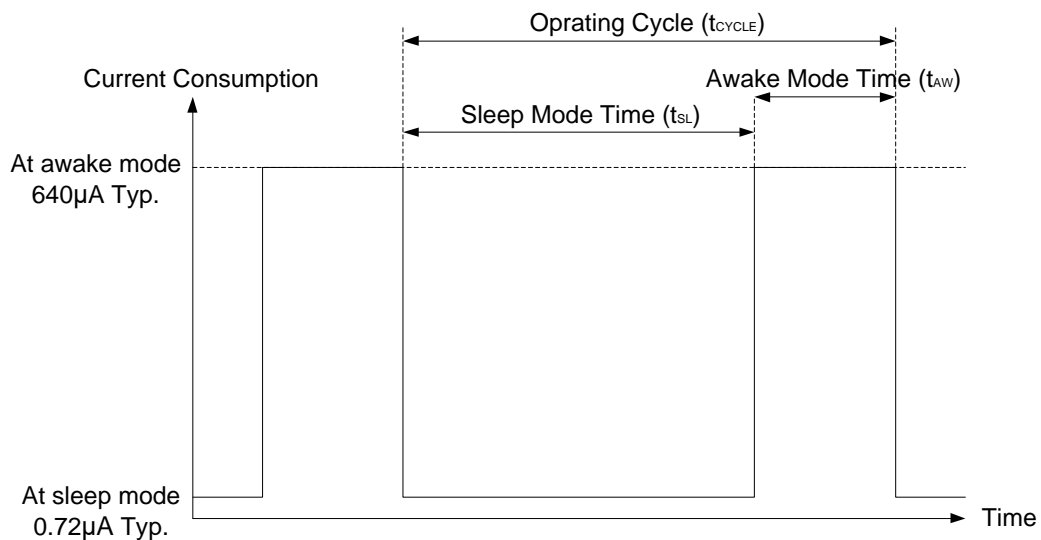 Oprating Cycle (tCYCLE)
Current Consumption
Awake Mode Time (tAW)
Sleep Mode Time (tSL)
At awake mode
640µA Typ.
At sleep mode
0.72µA Typ.
Time